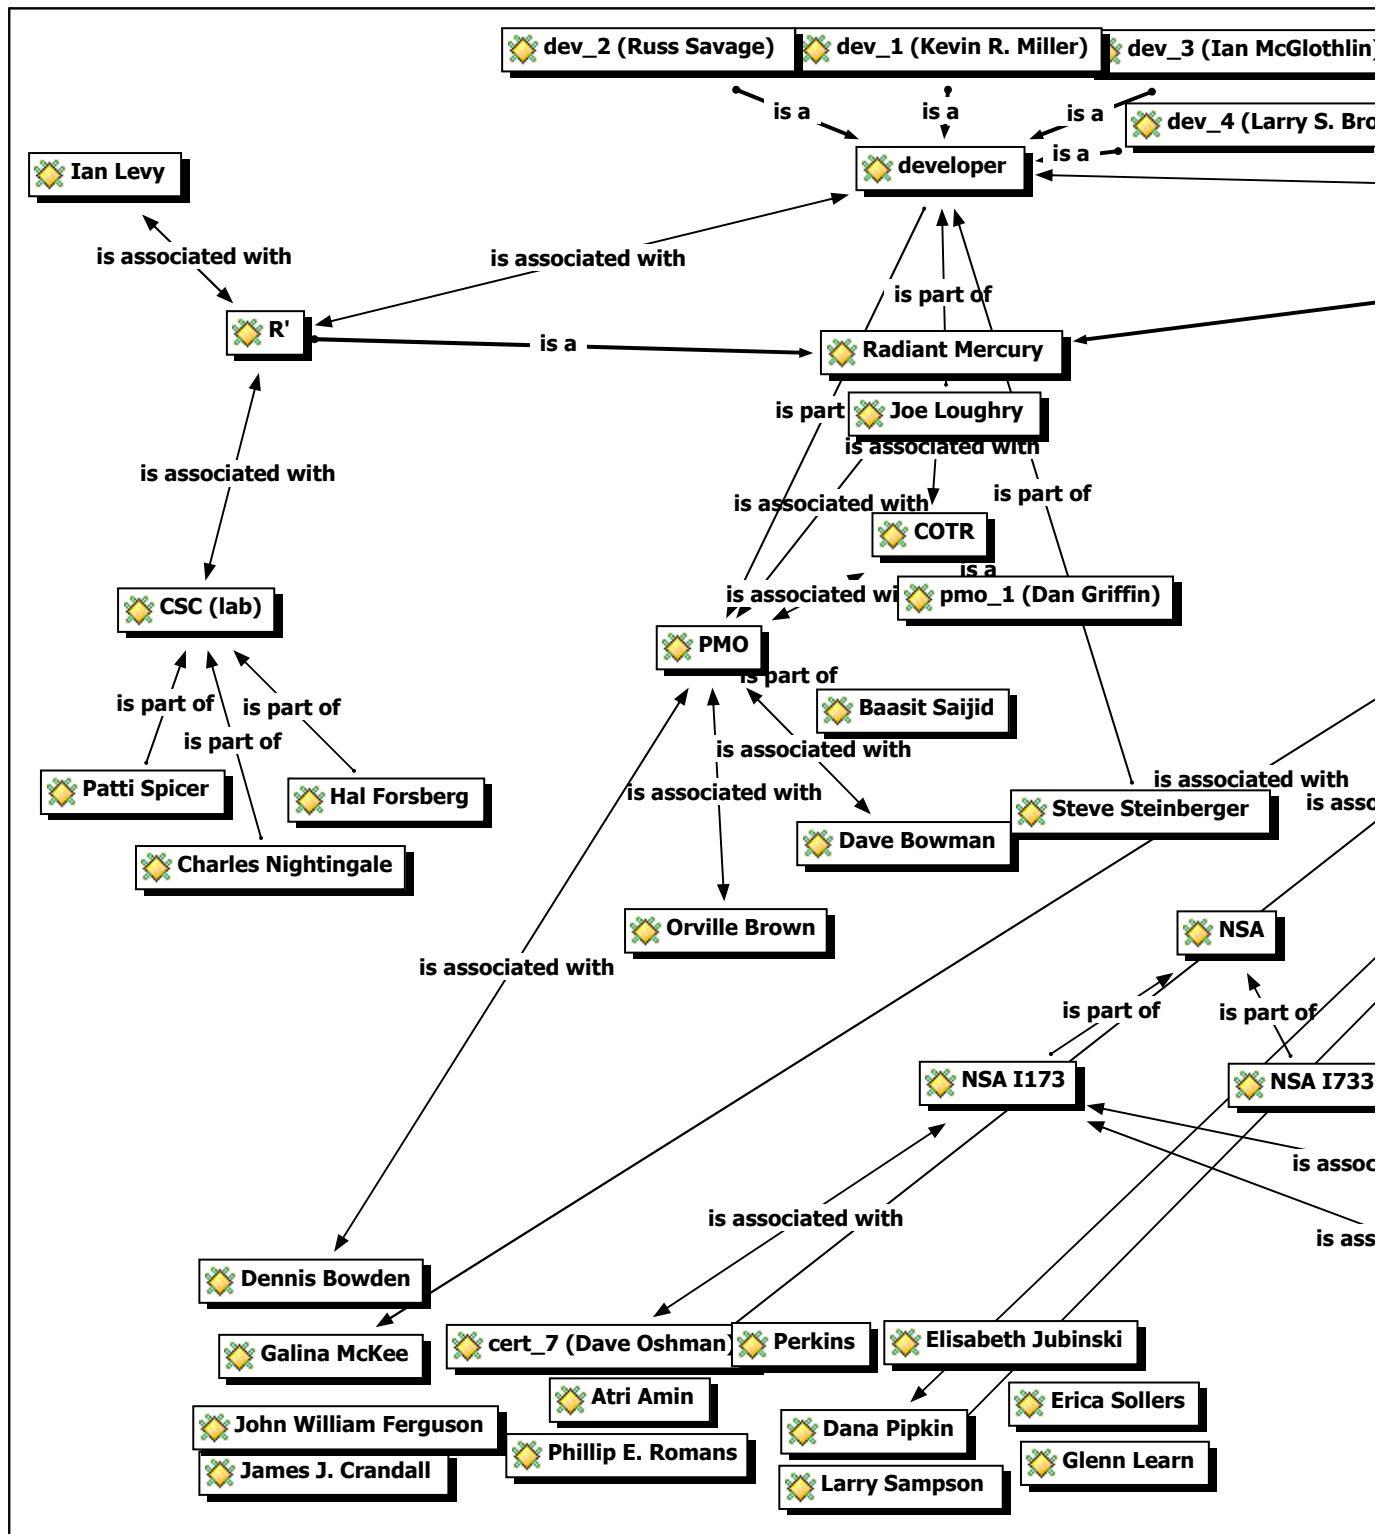 dev_2 (Russ Savage)
dev_1 (Kevin R. Miller)
dev_3 (Ian McGlothlin)
is a
is a
is a
dev_4 (Larry S. Bro
is a
developer
Ian Levy
is associated with
is associated with
is part of
R'
is a
Radiant Mercury
is part
Joe Loughry
is associated with
is associated with
is associated with
is part of
COTR
is a
is associated wi
pmo_1 (Dan Griffin)
CSC (lab)
PMO
is part of
is part of
is part of
is part of
Baasit Saijid
is associated with
Patti Spicer
Hal Forsberg
is associated with
is associated with
is asso
Steve Steinberger
Dave Bowman
Charles Nightingale
Orville Brown
NSA
is associated with
is part of
is part of
NSA I173
NSA I733
is assoc
is associated with
is ass
Dennis Bowden
Galina McKee
cert_7 (Dave Oshman)
Perkins
Elisabeth Jubinski
Atri Amin
Erica Sollers
John William Ferguson
Dana Pipkin
Phillip E. Romans
Glenn Learn
James J. Crandall
Larry Sampson